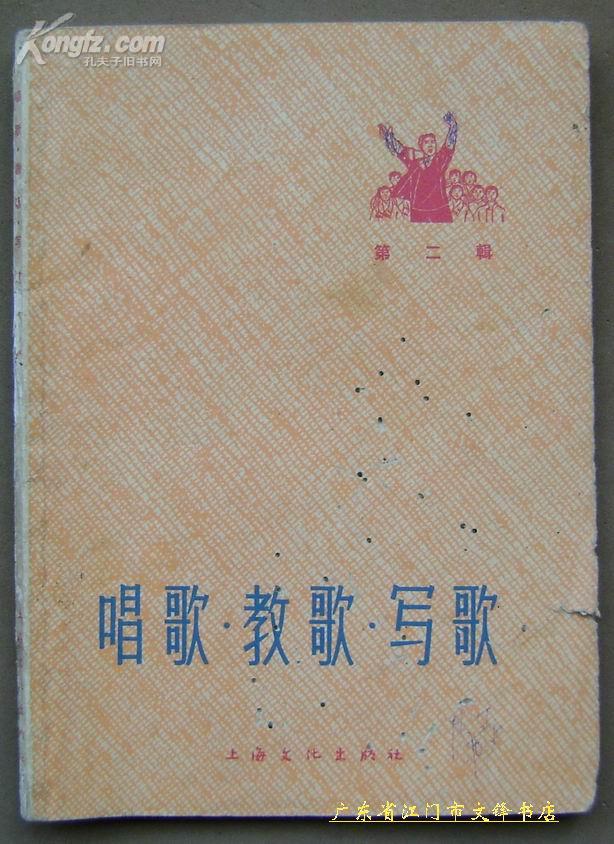 Kongfz.com
孔夫子旧书网
第二輯
唱歌·教歌·写歌
上海文化出版社
广东省江门市文锋书店